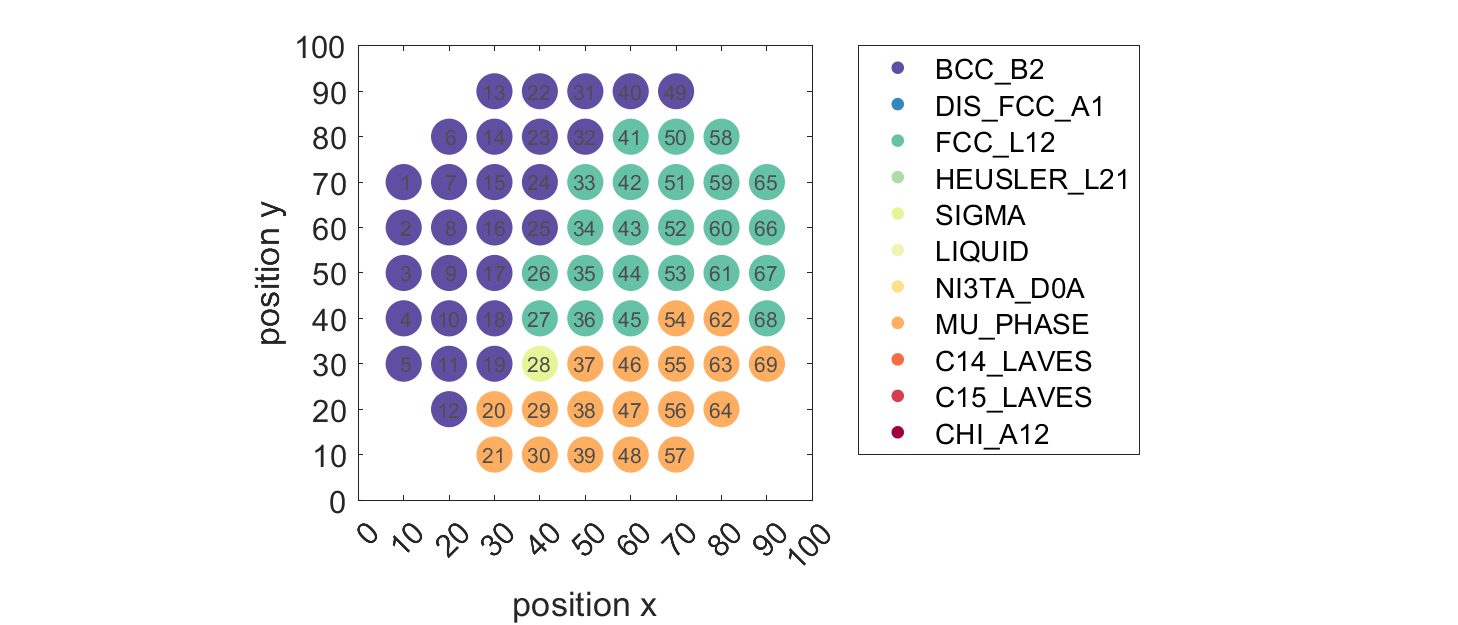 100
90
80
70
60
50
40
30
20
10
0
position y
13 22 31 40 49
6 14 23 32 41 50 58
1 7 15 24 33 42 51 59 65
2 8 16 25 34 43 52 60 66
3 9 17 26 35 44 53 61 67
4 10 18 27 36 45 54 62 68
5 11 19 28 37 46 55 63 69
12 20 29 38 47 56 64
21 30 39 48 57
0 10 20 30 40 50 60 70 80 90 100
position x
BCC_B2
DIS_FCC_A1
FCC_L12
HEUSLER_L21
SIGMA
LIQUID
NI3TA_D0A
MU_PHASE
C14_LAVES
C15_LAVES
CHI_A12